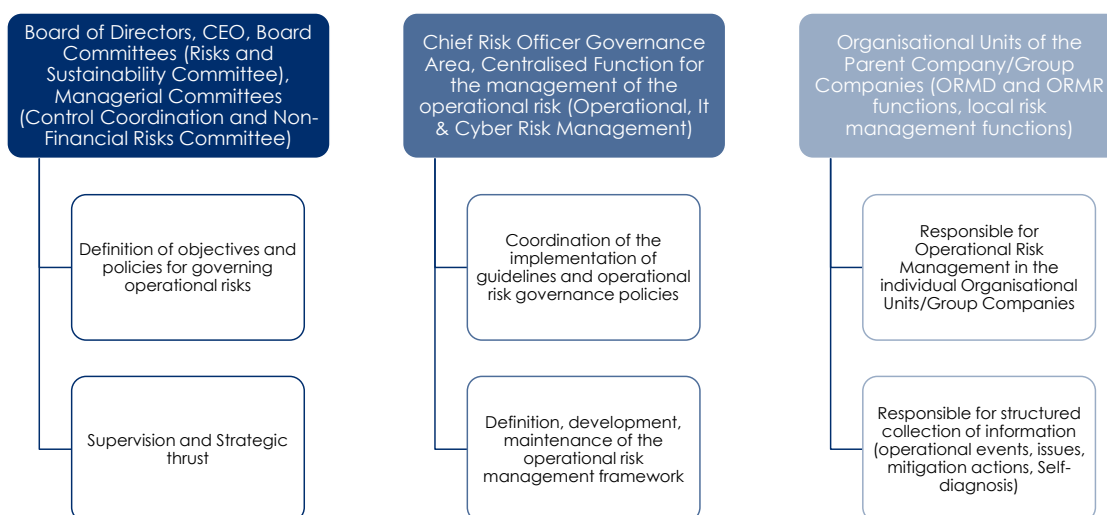 Board of Directors, CEO, Board
Committees (Risks and
Sustainability Committee),
Managerial Committees
(Control Coordination and Non-
Financial Risks Committee)
Definition of objectives and
policies for governing
operational risks
Supervision and Strategic
thrust
Chief Risk Officer Governance
Area, Centralised Function for
the management of the
operational risk (Operational, It
& Cyber Risk Management)
Coordination of the
implementation of
guidelines and operational
risk governance policies
Definition, development,
maintenance of the
operational risk
management framework
Organisational Units of the
Parent Company/Group
Companies (ORMD and ORMR
functions, local risk
management functions)
Responsible for
Operational Risk
Management in the
individual Organisational
Units/Group Companies
Responsible for structured
collection of information
(operational events, issues,
mitigation actions, Self-
diagnosis)